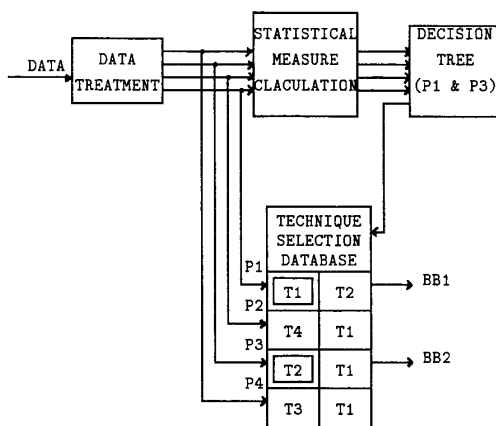 DATA
DATA
TREATMENT
STATISTICAL
MEASURE
CLACULATION
DECISION
TREE
(P1 & P3)
TECHNIQUE
SELECTION
DATABASE
P1
T1 T2
BB1
P2
T4 T1
P3
T2 T1
BB2
P4
T3 T1